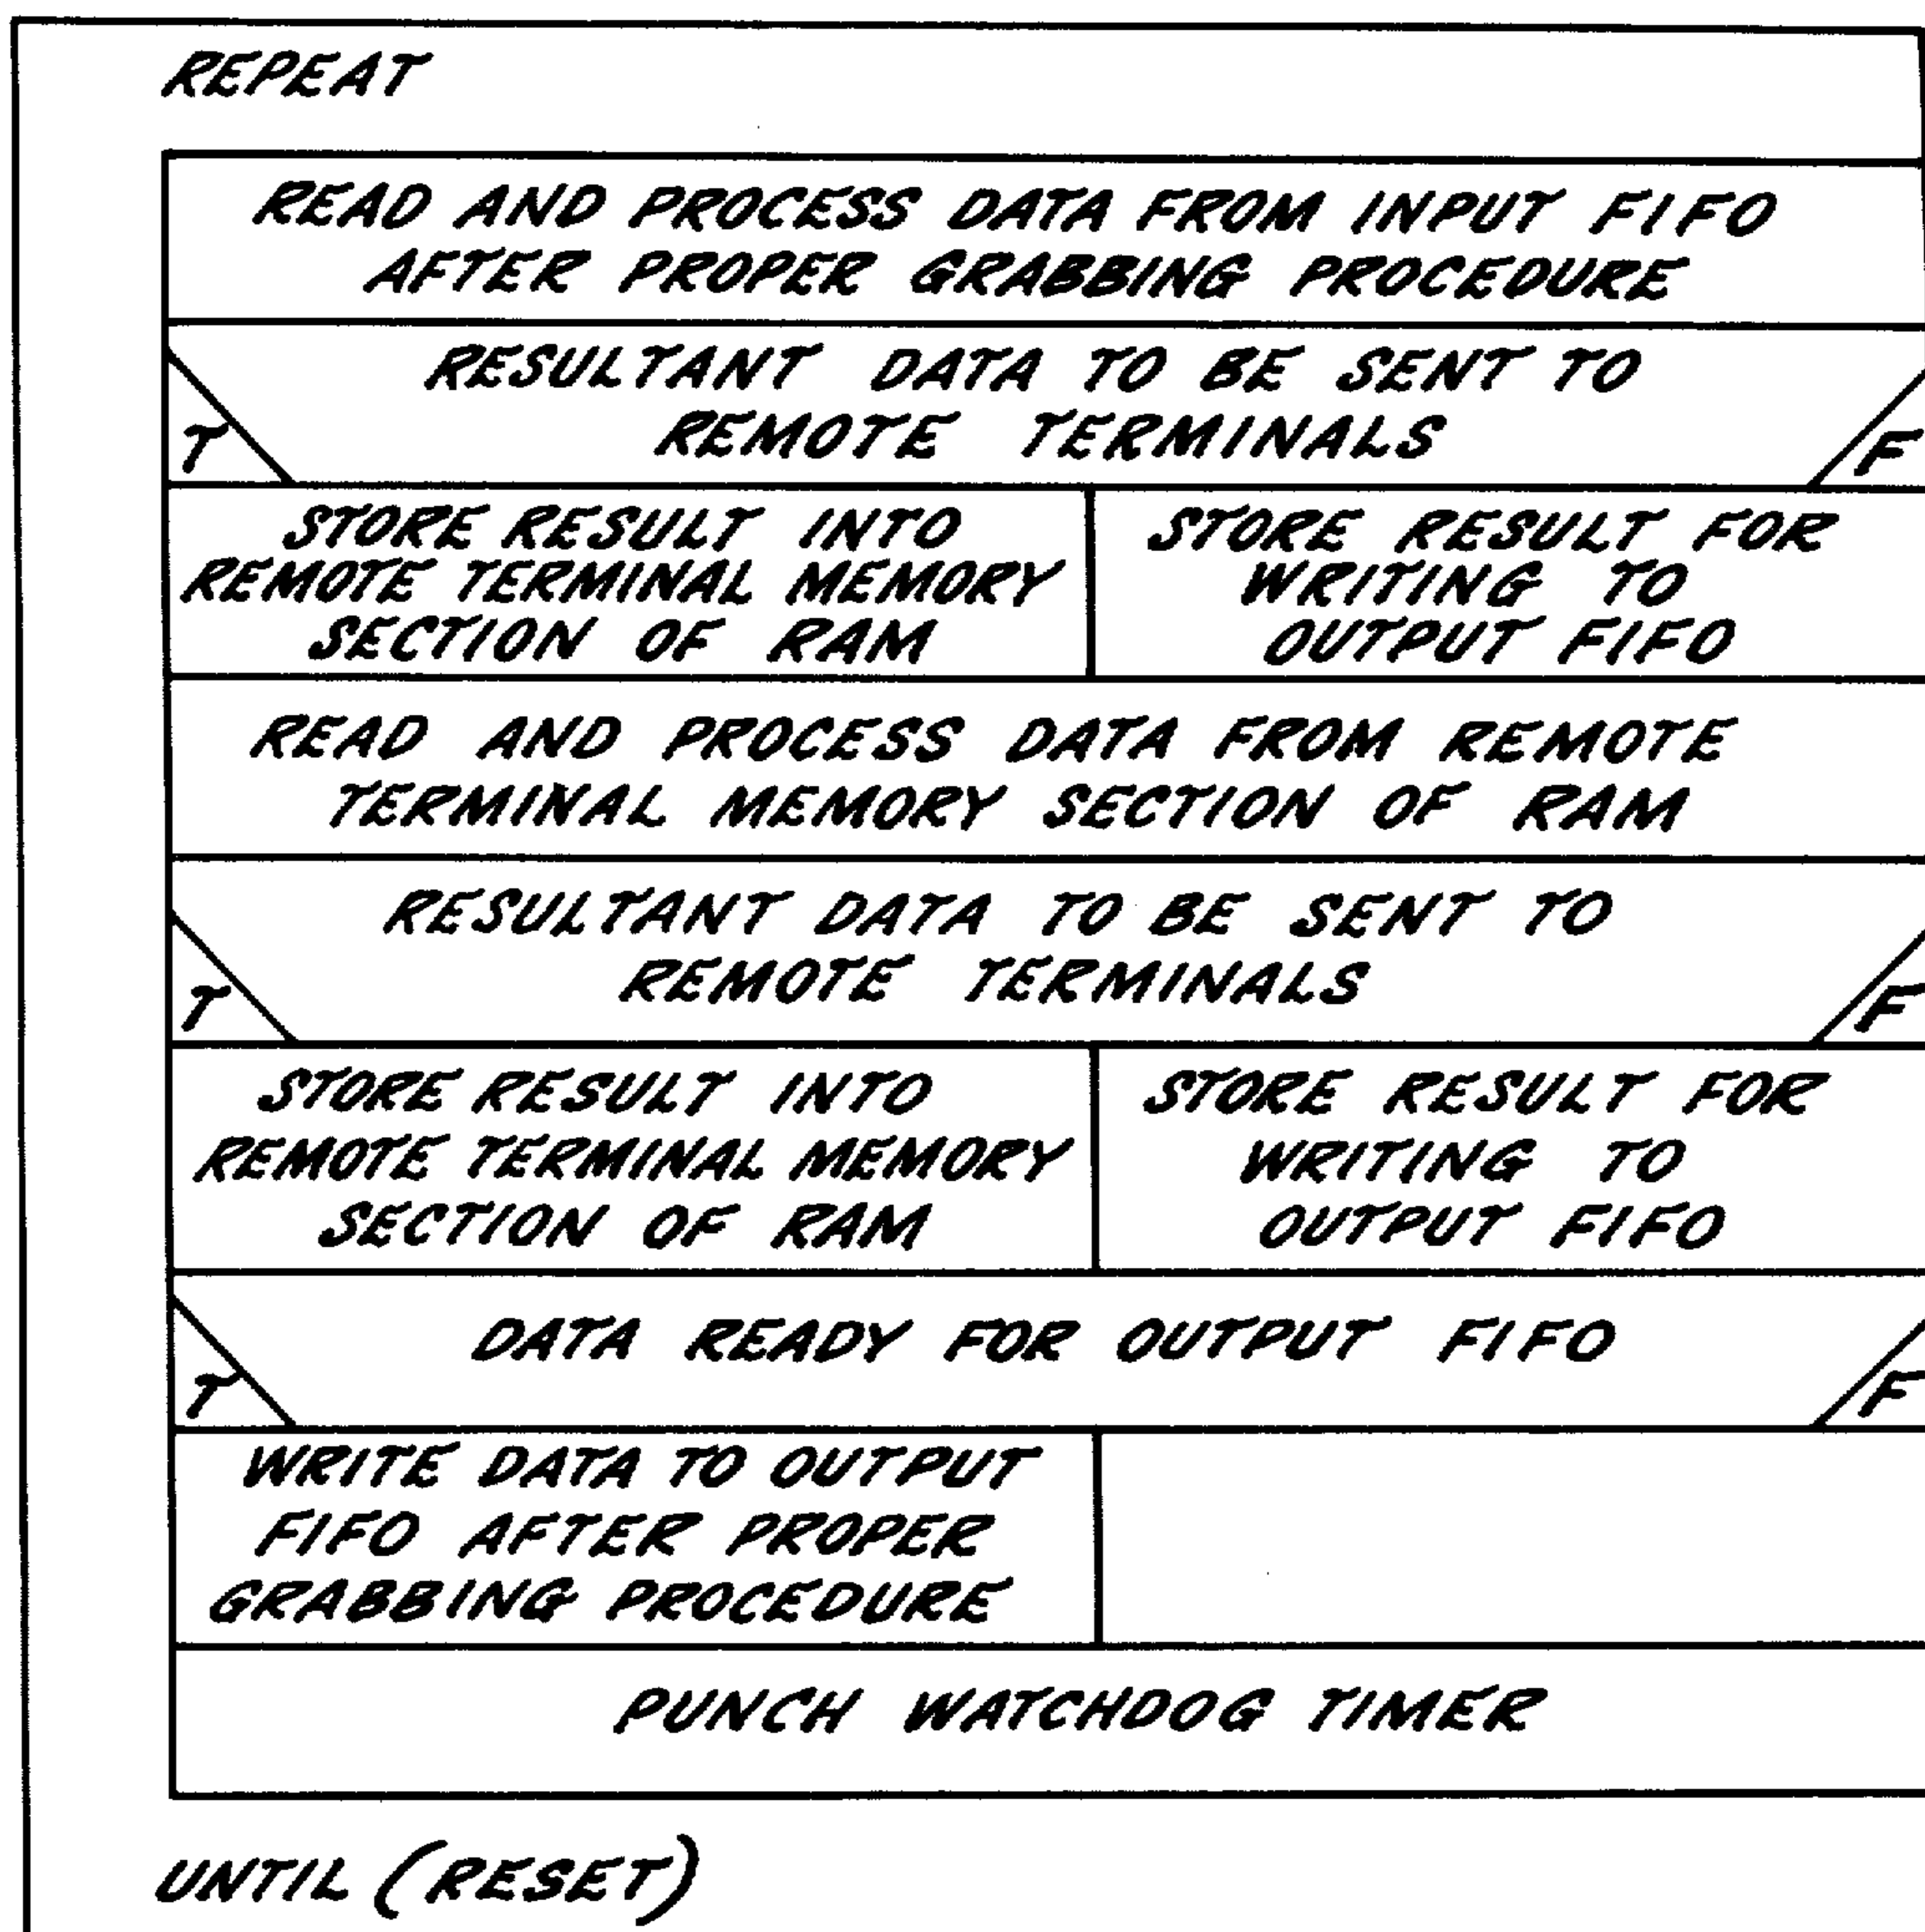 REPEAT
READ AND PROCESS DATA FROM INPUT FIFO
AFTER PROPER GRABBING PROCEDURE
RESULTANT DATA TO BE SENT TO
REMOTE TERMINALS
T
F
STORE RESULT INTO
REMOTE TERMINAL MEMORY
SECTION OF RAM
STORE RESULT FOR
WRITING TO
OUTPUT FIFO
READ AND PROCESS DATA FROM REMOTE
TERMINAL MEMORY SECTION OF RAM
RESULTANT DATA TO BE SENT TO
REMOTE TERMINALS
T
F
STORE RESULT INTO
REMOTE TERMINAL MEMORY
SECTION OF RAM
STORE RESULT FOR
WRITING TO
OUTPUT FIFO
DATA READY FOR OUTPUT FIFO
T
F
WRITE DATA TO OUTPUT
FIFO AFTER PROPER
GRABBING PROCEDURE
PUNCH WATCHDOG TIMER
UNTIL (RESET)